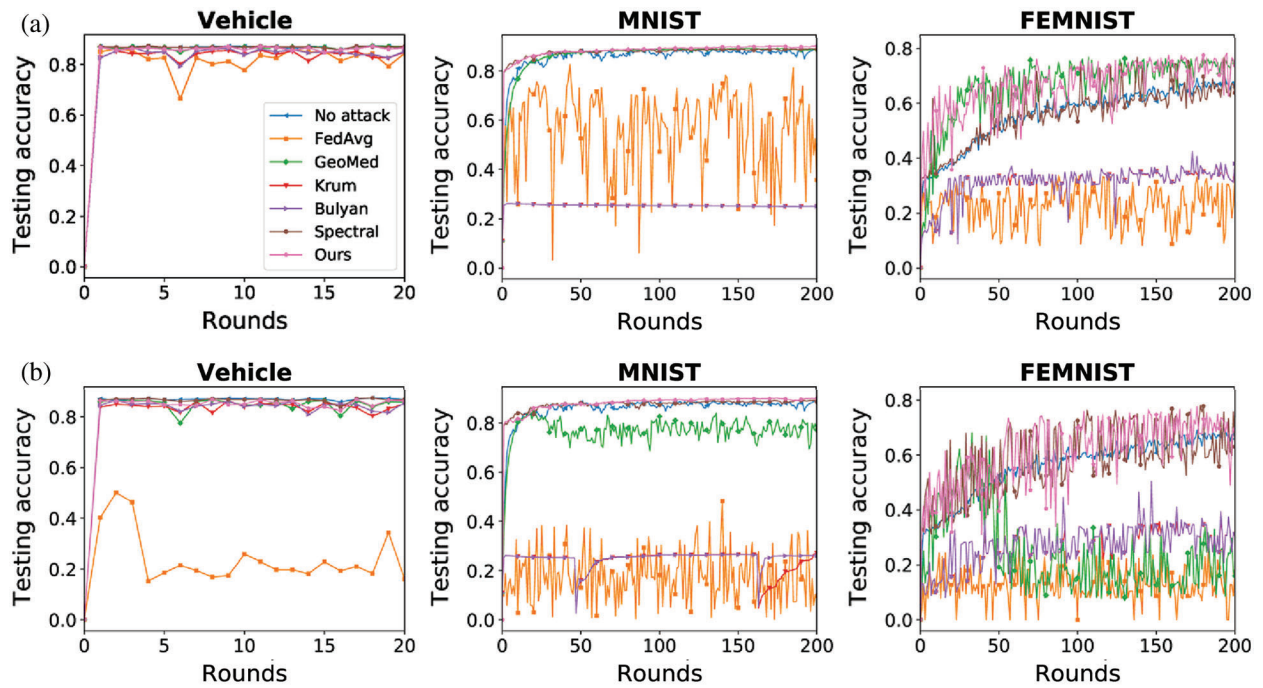 (a)
Vehicle MNIST FEMNIST
Testing accuracy Testing accuracy Testing accuracy
0.8 0.8 0.8
0.6 0.6 0.6
0.4 0.4 0.4
0.2 0.2 0.2
0.0 0.0 0.0
No attack
FedAvg
GeoMed
Krum
Bulyan
Spectral
Ours
0 5 10 15 20 0 50 100 150 200 0 50 100 150 200
Rounds Rounds Rounds
(b)
Vehicle MNIST FEMNIST
Testing accuracy Testing accuracy Testing accuracy
0.8 0.8 0.8
0.6 0.6 0.6
0.4 0.4 0.4
0.2 0.2 0.2
0.0 0.0 0.0
0 5 10 15 20 0 50 100 150 200 0 50 100 150 200
Rounds Rounds Rounds